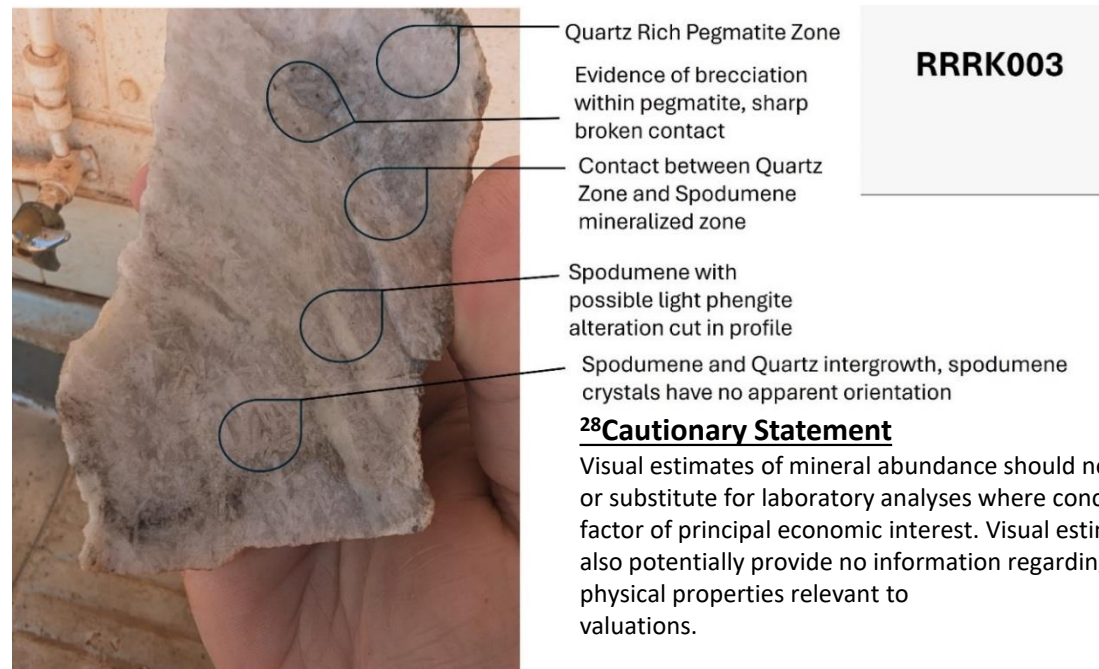 Quartz Rich Pegmatite Zone
RRRK003
Evidence of brecciation
within pegmatite, sharp
broken contact
Contact between Quartz
Zone and Spodumene
mineralized zone
Spodumene with
possible light phengite
alteration cut in profile
Spodumene and Quartz intergrowth, spodumene
crystals have no apparent orientation
28Cautionary Statement
Visual estimates of mineral abundance should
or substitute for laboratory analyses where
factor of principal economic interest. Visual
also potentially provide no information
physical properties relevant to
valuations.